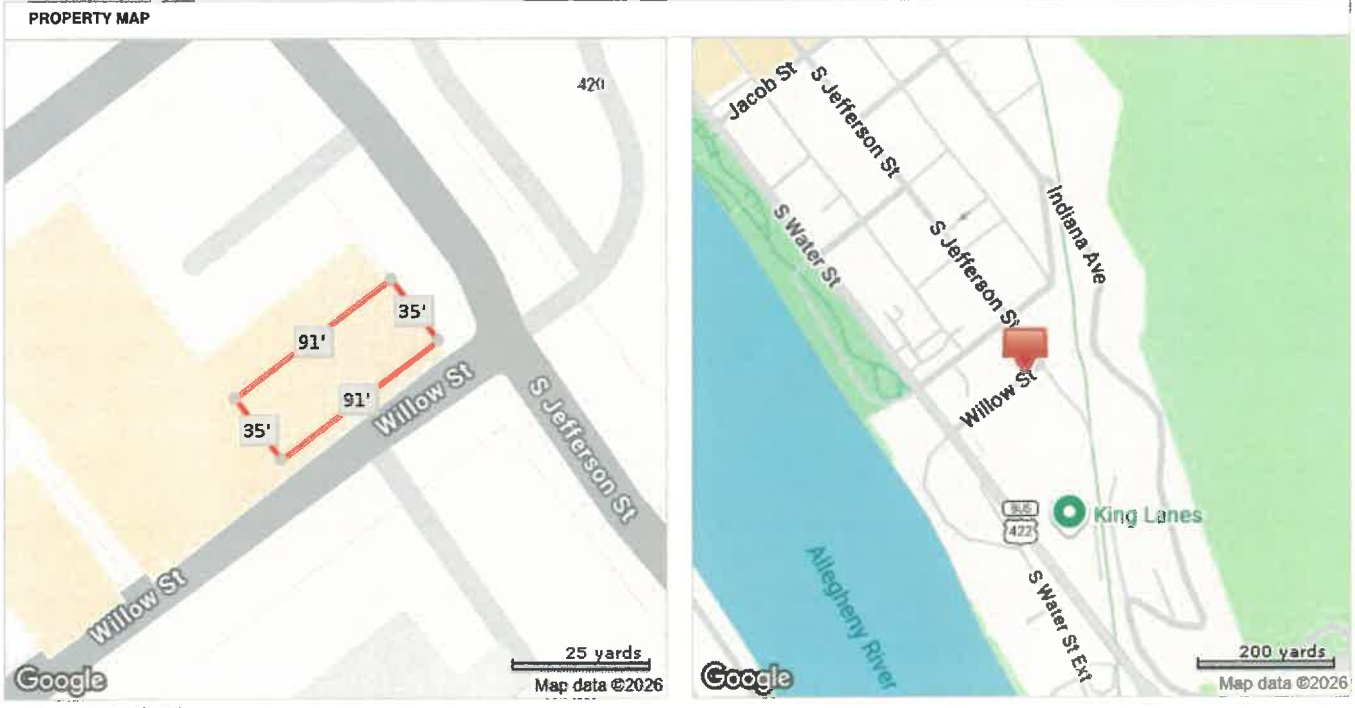 PROPERTY MAP
420
35'
91'
91'
35'
Willow St
S Jefferson St
Willow St
25 yards
Google
Map data ©2026
Jacob St
S Jefferson St
Indiana Ave
S Water St
S Jefferson St
Willow St
BUS
422
King Lanes
Allegheny River
S Water St Ext
200 yards
Google
Map data ©2026